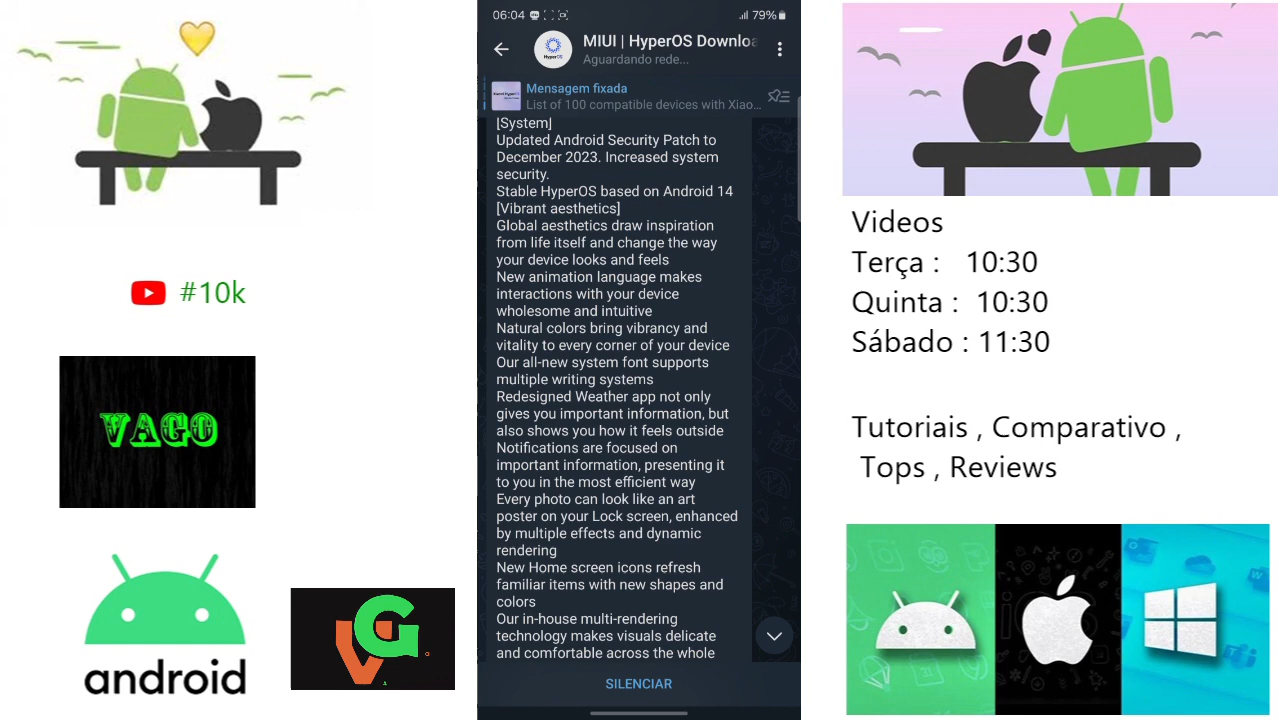 #10k
VAGO
android
VG
06:04
79%
MIUI | HyperOS Downloa
Aguardando rede...
Mensagem fixada
List of 100 compatible devices with Xiao...
[System]
Updated Android Security Patch to
December 2023. Increased system
security.
Stable HyperOS based on Android 14
[Vibrant aesthetics]
Global aesthetics draw inspiration
from life itself and change the way
your device looks and feels
New animation language makes
interactions with your device
wholesome and intuitive
Natural colors bring vibrancy and
vitality to every corner of your device
Our all-new system font supports
multiple writing systems
Redesigned Weather app not only
gives you important information, but
also shows you how it feels outside
Notifications are focused on
important information, presenting it
to you in the most efficient way
Every photo can look like an art
poster on your Lock screen, enhanced
by multiple effects and dynamic
rendering
New Home screen icons refresh
familiar items with new shapes and
colors
Our in-house multi-rendering
technology makes visuals delicate
and comfortable across the whole
SILENCIAR
Videos
Terça : 10:30
Quinta : 10:30
Sábado : 11:30
Tutoriais , Comparativo ,
Tops , Reviews